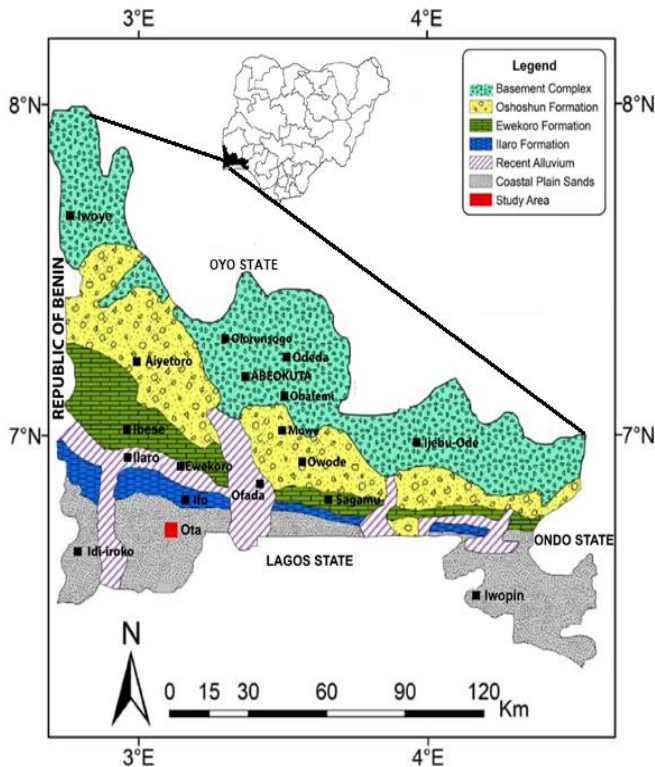 3°E
4°E
8°N
8°N
Legend
Basement Complex
Oshoshun Formation
Ewekoro Formation
Ilaro Formation
Recent Alluvium
Coastal Plain Sands
Study Area
Iwoye
OYO STATE
REPUBLIC OF BENIN
Olorunsogo
Odeda
Aiyetoro
ABEOKUTA
Obafemi
7°N
7°N
Ibese
Mowe
Ijebu-Ode
Ilaro
Ewekoro
Owode
Ofada
Ifo
Sagamu
Ota
Idi-iroko
LAGOS STATE
ONDO STATE
Iwopin
N
0 15 30 60 90 120
Km
3°E
4°E